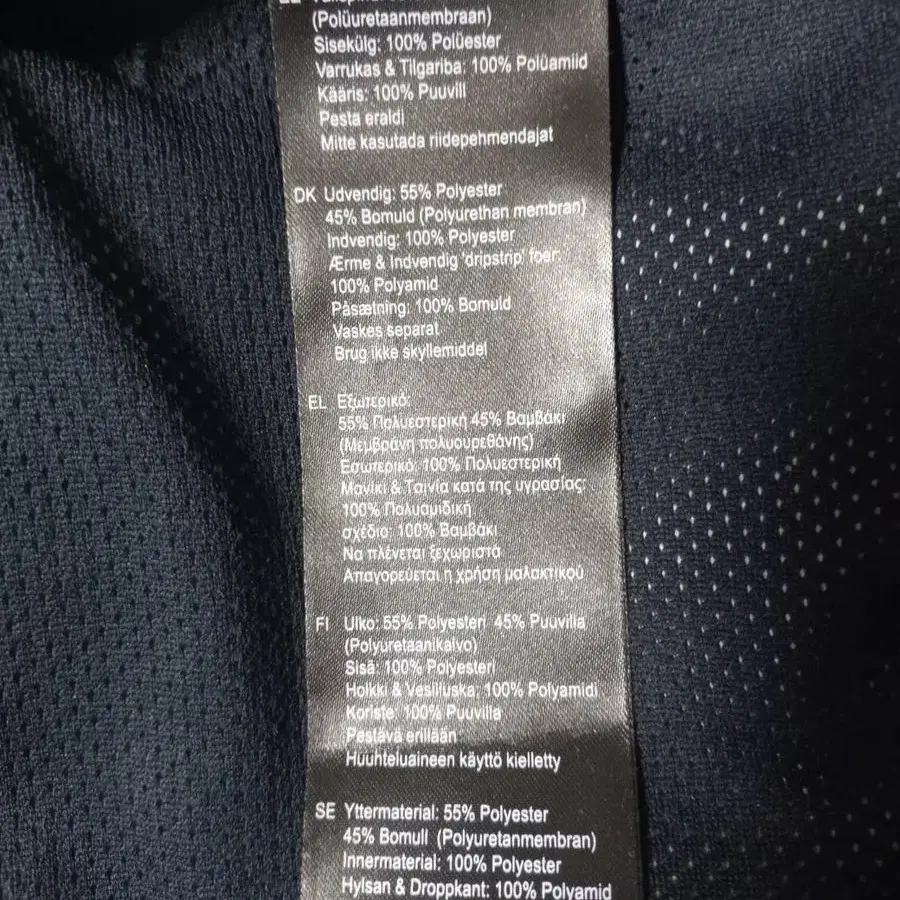 (Polüuretaanmembraan)
Sisekülg: 100% Polüester
Varrukas & Tilgariba: 100% Polüamiid
Kääris: 100% Puuvill
Pesta eraldi
Mitte kasutada riidepehmendajat
DK Udvendig: 55% Polyester
45% Bomuld (Polyurethan membran)
Indvendig: 100% Polyester
Ærme & Indvendig 'dripstrip' foer:
100% Polyamid
Påsætning: 100% Bomuld
Vaskes separat
Brug ikke skyllemiddel
EL Εξωτερικό:
55% Πολυεστερική 45% Βαμβάκι
(Μεμβράνη πολυουρεθάνης)
Εσωτερικό: 100% Πολυεστερική
Μανίκι & Ταινία κατά της υγρασίας:
100% Πολυαμιδική
σχέδιο: 100% Βαμβάκι
Να πλένεται ξεχωριστά
Απαγορεύεται η χρήση μαλακτικού
FI Ulko: 55% Polyesteri 45% Puuvilla
(Polyuretaanikalvo)
Sisä: 100% Polyesteri
Holkki & Vesiliuska: 100% Polyamidi
Koriste: 100% Puuvilla
Pestävä erillään
Huuhteluaineen käyttö kielletty
SE Yttermaterial: 55% Polyester
45% Bomull (Polyuretanmembran)
Innermaterial: 100% Polyester
Hylsan & Droppkant: 100% Polyamid